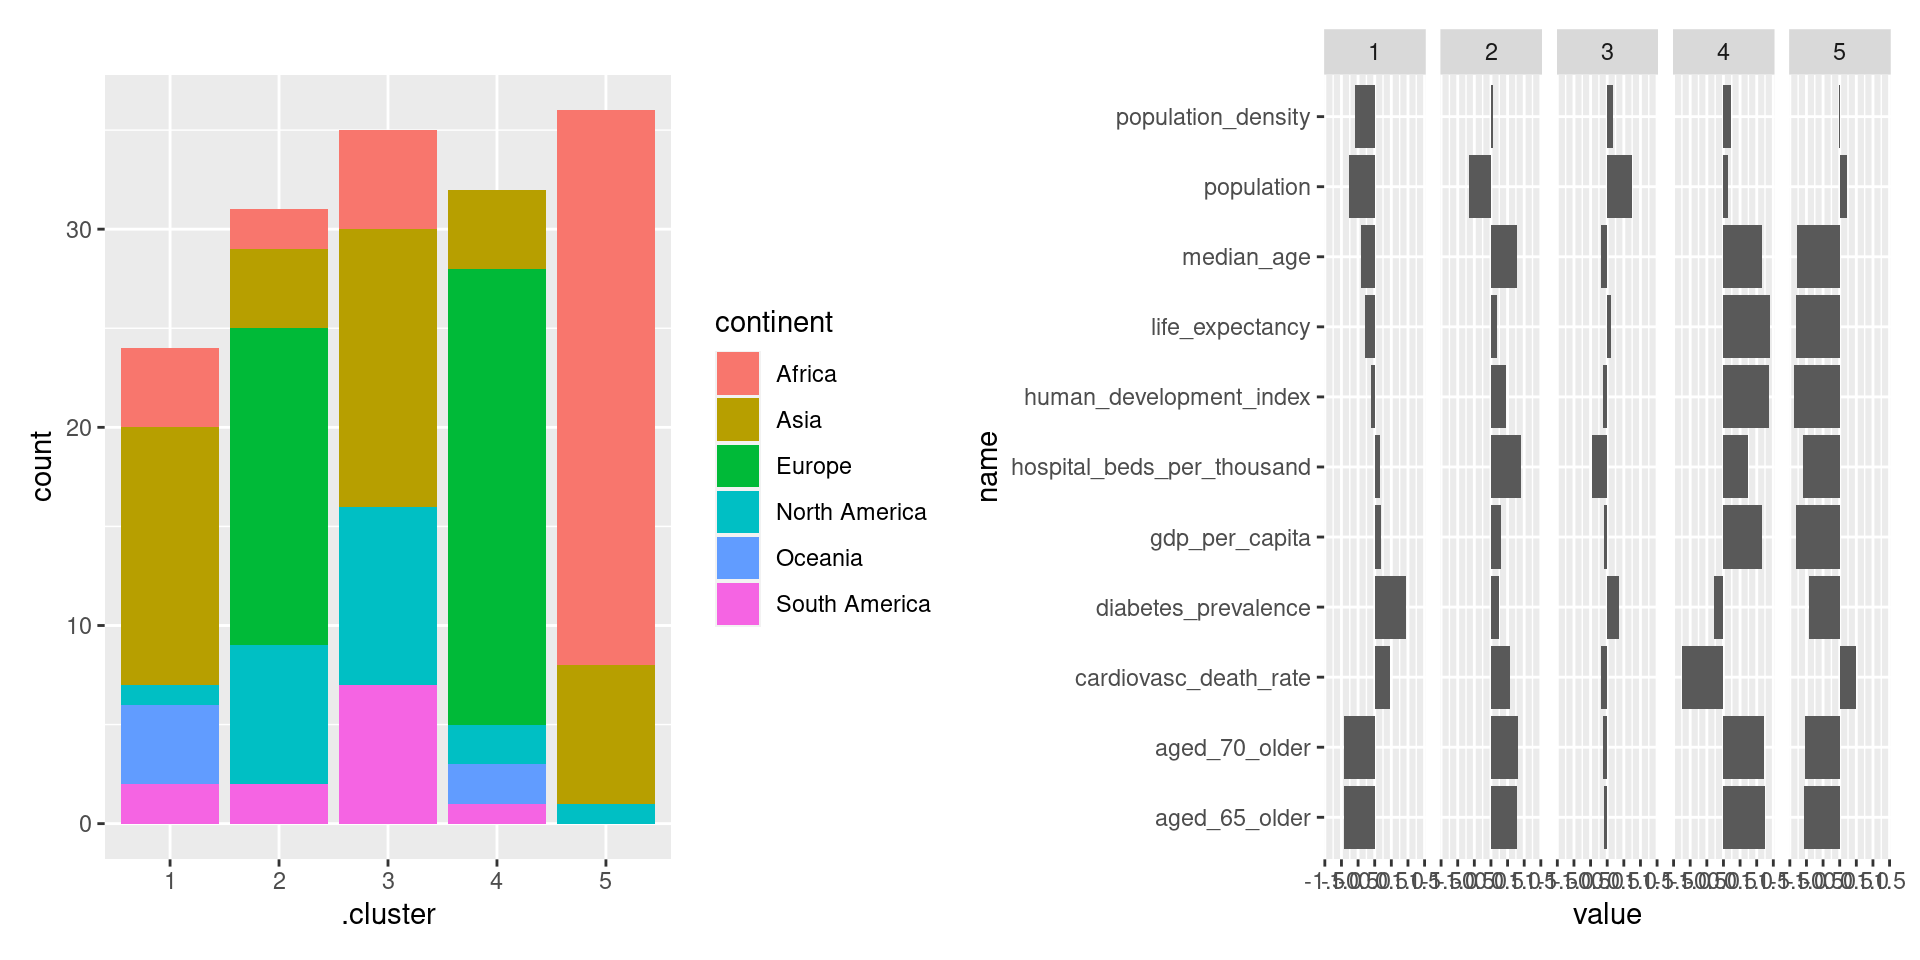 30
20
10
0
count
1 2 3 4 5
.cluster
continent
Africa
Asia
Europe
North America
Oceania
South America
1 2 3 4 5
name
population_density
population
median_age
life_expectancy
human_development_index
hospital_beds_per_thousand
gdp_per_capita
diabetes_prevalence
cardiovasc_death_rate
aged_70_older
aged_65_older
value